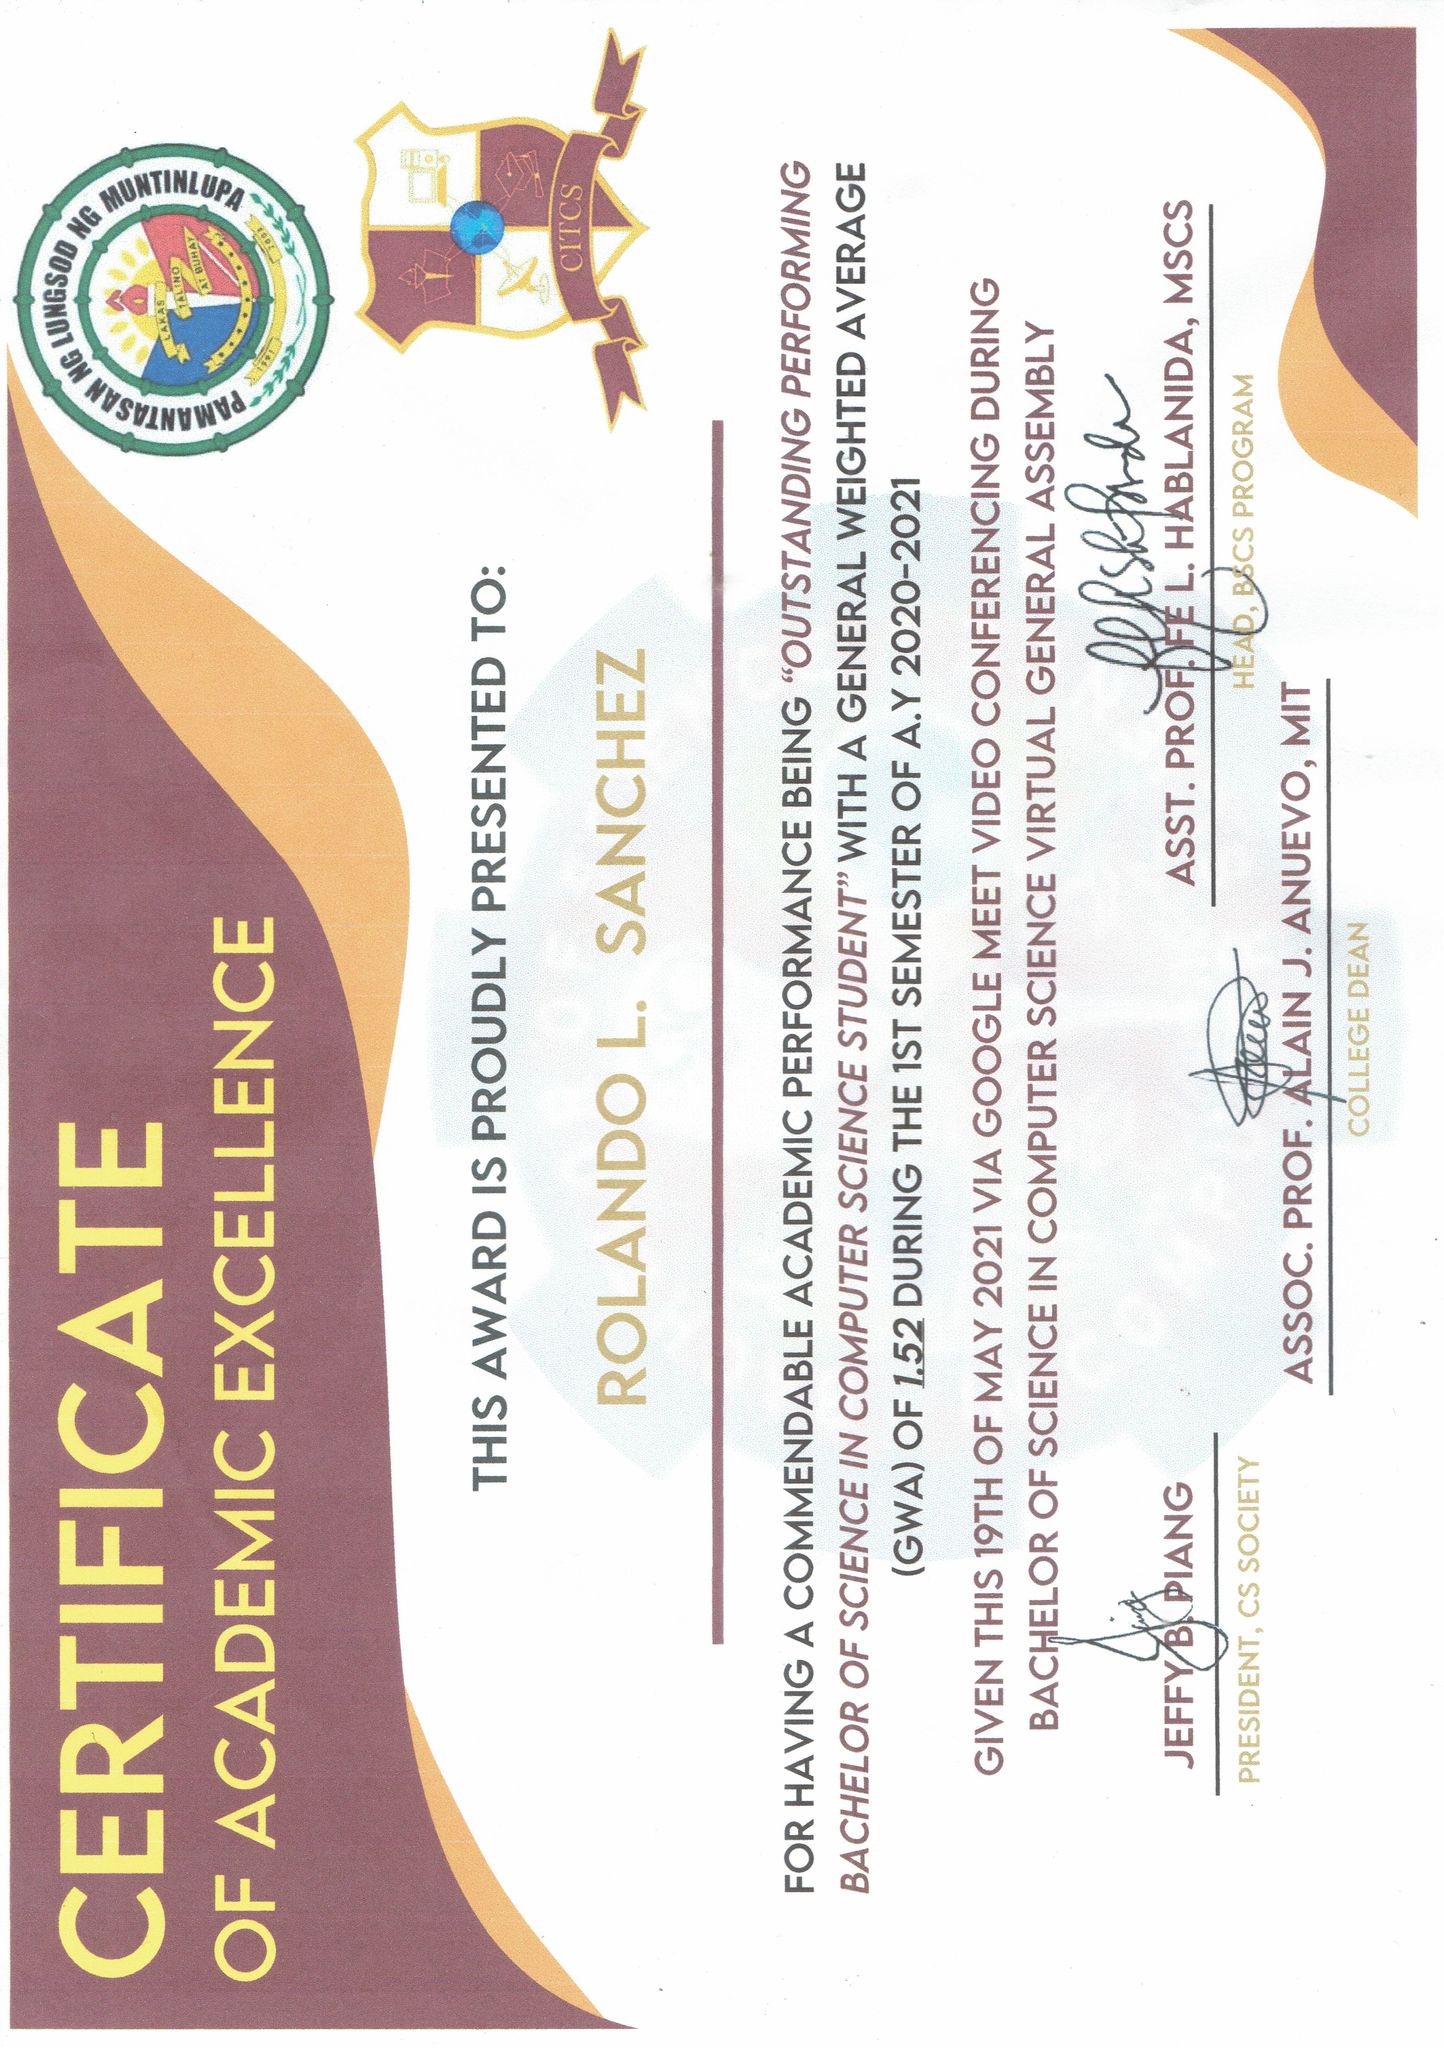 CERTIFICATE
OF ACADEMIC EXCELLENCE
PAMANTASAN NG LUNGSOD NG MUNTINLUPA
LAKAS
TALINO
AT BUHAY
1991 2003
CITCS
THIS AWARD IS PROUDLY PRESENTED TO:
ROLANDO L. SANCHEZ
FOR HAVING A COMMENDABLE ACADEMIC PERFORMANCE BEING “OUTSTANDING PERFORMING
BACHELOR OF SCIENCE IN COMPUTER SCIENCE STUDENT” WITH A GENERAL WEIGHTED AVERAGE
(GWA) OF 1.52 DURING THE 1ST SEMESTER OF A.Y 2020-2021
GIVEN THIS 19TH OF MAY 2021 VIA GOOGLE MEET VIDEO CONFERENCING DURING
BACHELOR OF SCIENCE IN COMPUTER SCIENCE VIRTUAL GENERAL ASSEMBLY
JEFFY B. PIANG
PRESIDENT, CS SOCIETY
ASST. PROF. FE L. HABLANIDA, MSCS
HEAD, BSCS PROGRAM
ASSOC. PROF. ALAIN J. ANUEVO, MIT
COLLEGE DEAN